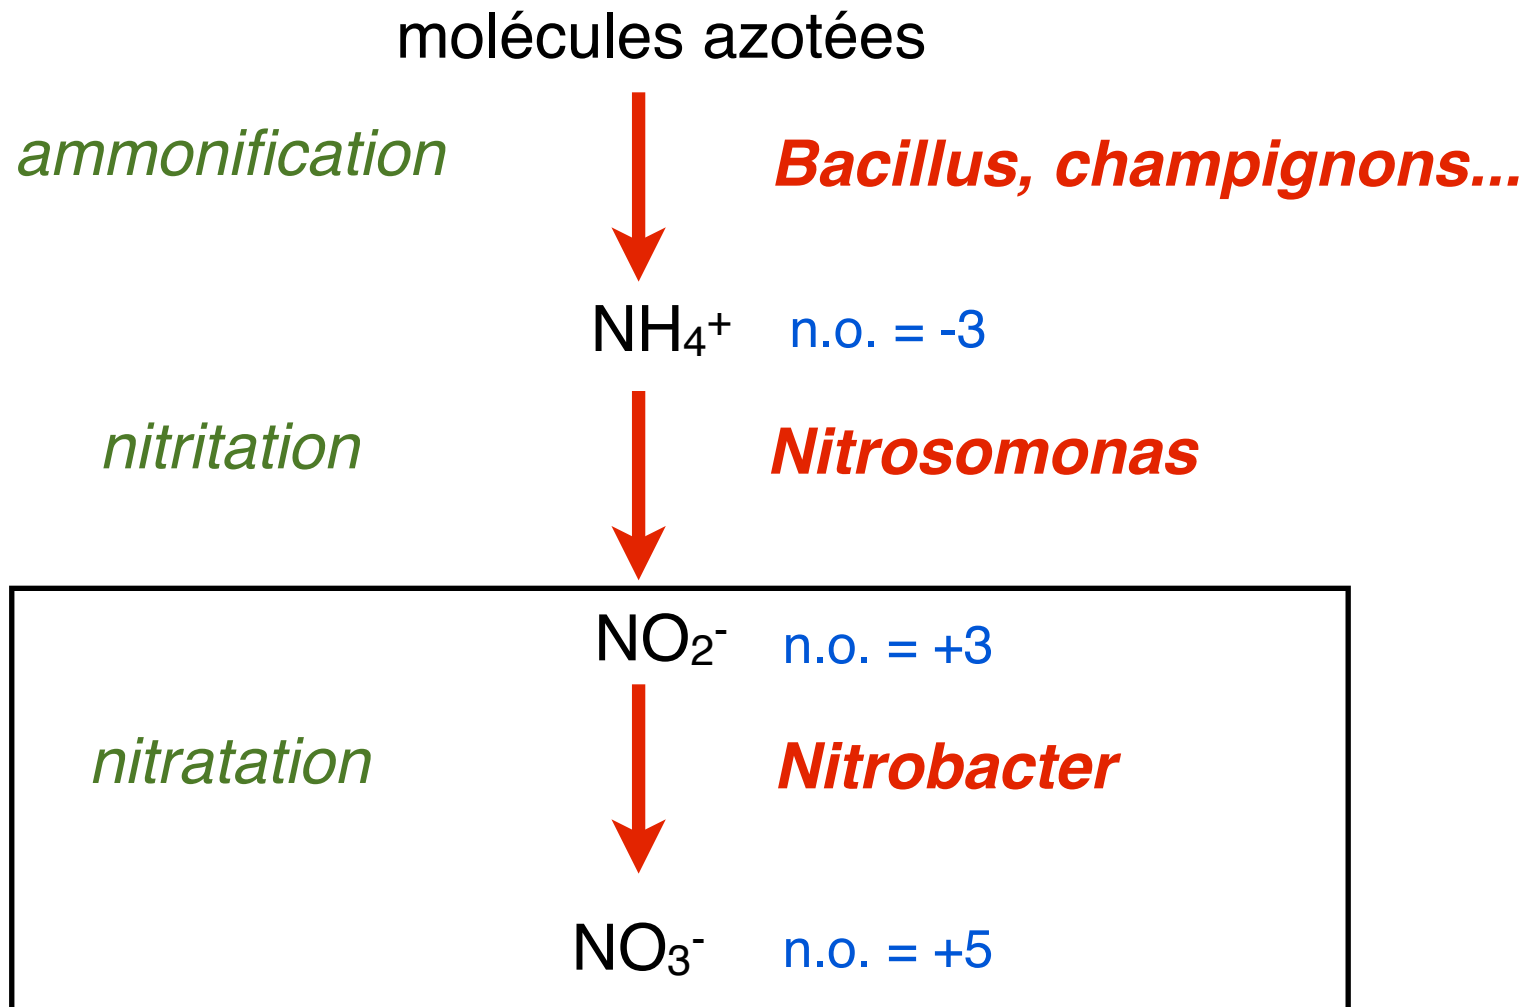 molécules azotées
ammonification
Bacillus, champignons...
NH₄⁺ n.o. = -3
nitritation
Nitrosomonas
NO₂⁻ n.o. = +3
nitratation
Nitrobacter
NO₃⁻ n.o. = +5